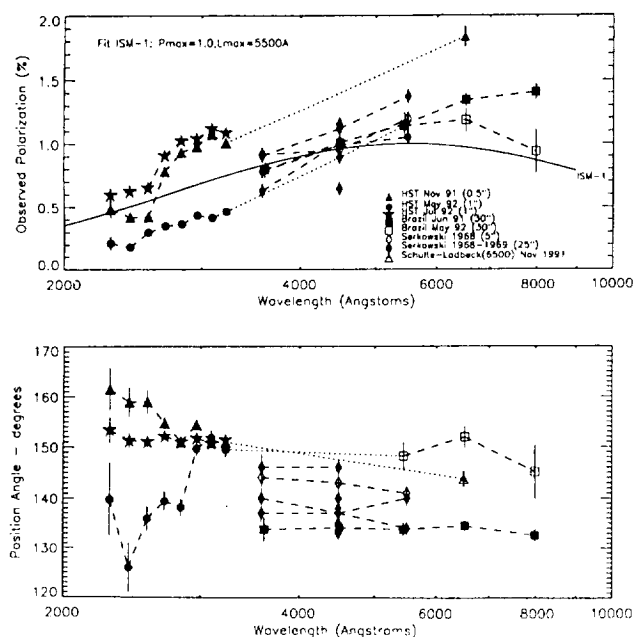 Fit ISM-1: Pmax=1.0,Lmax=5500A
Observed Polarization (%)
2.0
1.5
1.0
0.5
0.0
ISM-1
HST Nov 91 (0.5")
HST May 92 (1")
HST Jul 92 (1")
Brazil Jun 91 (30")
Brazil May 92 (30")
Serkowski 1968 (5")
Serkowski 1968-1969 (25")
Schulte-Ladbeck(6500) Nov 1991
2000
4000
6000
8000
10000
Wavelength (Angstoms)
Position Angle - degrees
170
160
150
140
130
120
2000
4000
6000
8000
10000
Wavelength (Angstroms)